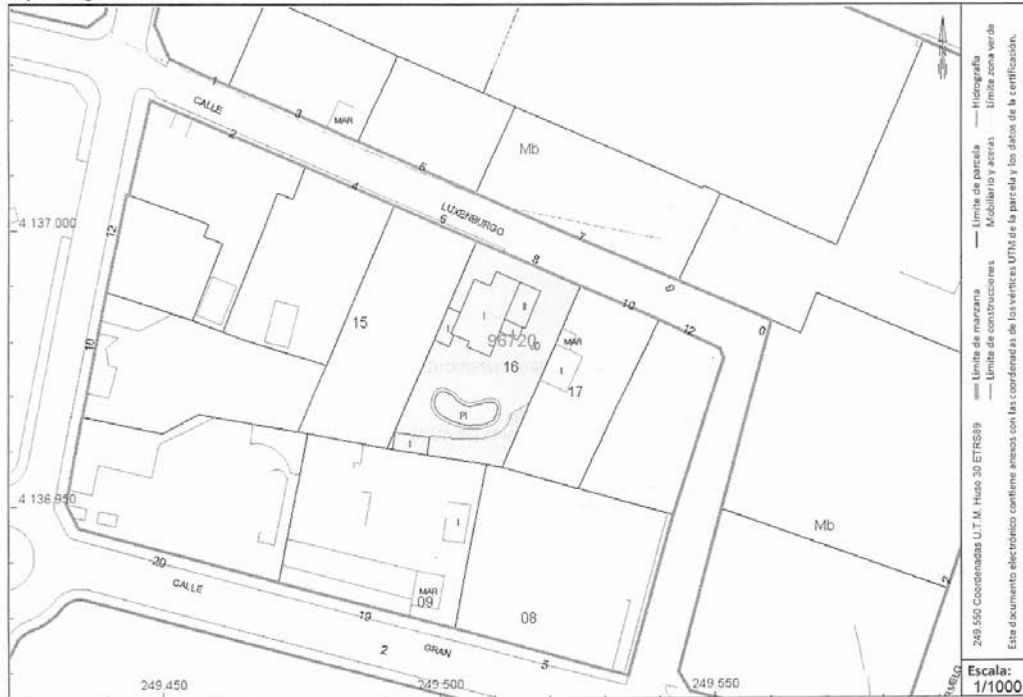 1
CALLE
3
MAR
2
5
Mb
4
LUXENBURGO
6
7
4.137.000
12
8
9
10
12
0
I
II
I
I
96720
MAR
15
16
I
17
10
PI
I
4.136.950
Mb
I
20
CALLE
MAR
09
08
19
2
GRAN
5
2
249.450
249.500
249.550
249.550 Coordenadas U.T.M. Huso 30 ETRS89
Límite de manzana
Límite de parcela
Hidrografía
Límite de construcciones
Mobiliario y aceras
Límite zona verde
Este documento electrónico contiene anexos con las coordenadas de los vértices UTM de la parcela y los datos de la certificación.
Escala:
1/1000